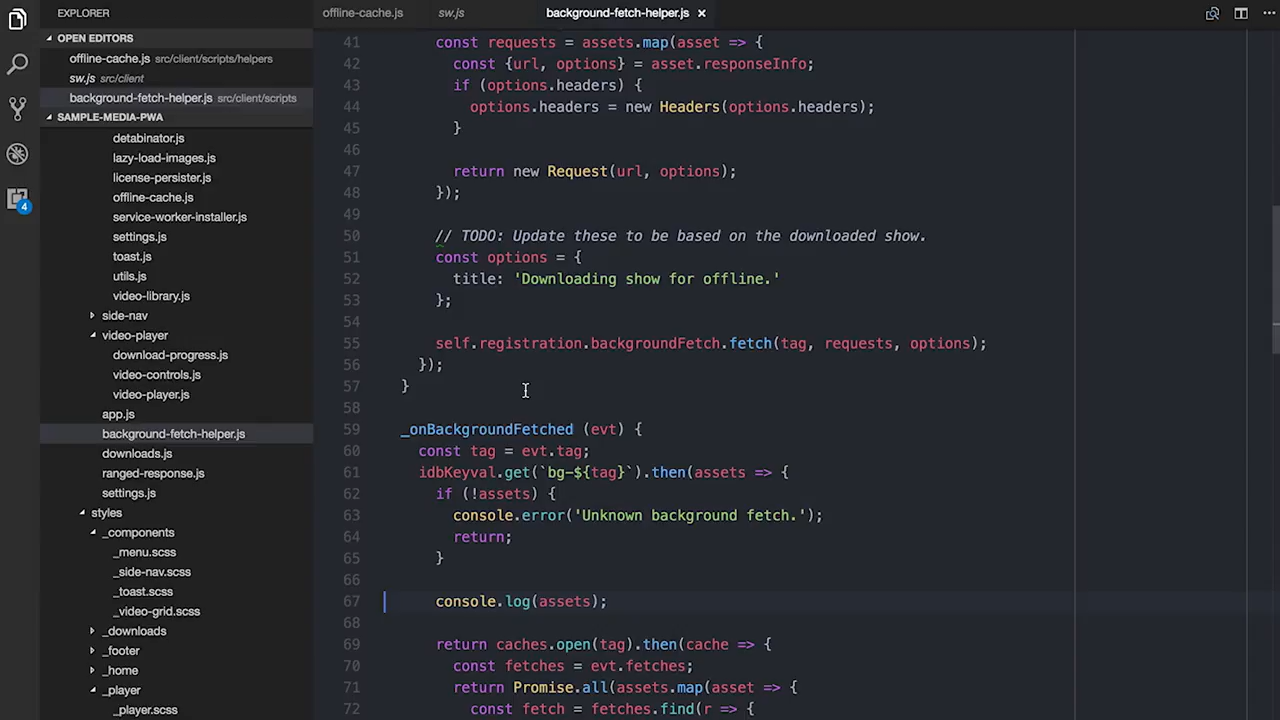 EXPLORER
OPEN EDITORS
offline-cache.js src/client/scripts/helpers
sw.js src/client
background-fetch-helper.js src/client/scripts
SAMPLE-MEDIA-PWA
detabinator.js
lazy-load-images.js
license-persister.js
offline-cache.js
service-worker-installer.js
settings.js
toast.js
utils.js
video-library.js
side-nav
video-player
download-progress.js
video-controls.js
video-player.js
app.js
background-fetch-helper.js
downloads.js
ranged-response.js
settings.js
styles
_components
_menu.scss
_side-nav.scss
_toast.scss
_video-grid.scss
_downloads
_footer
_home
_player
_player.scss
4
offline-cache.js sw.js background-fetch-helper.js
41 const requests = assets.map(asset => {
42 const {url, options} = asset.responseInfo;
43 if (options.headers) {
44 options.headers = new Headers(options.headers);
45 }
46
47 return new Request(url, options);
48 });
49
50 // TODO: Update these to be based on the downloaded show.
51 const options = {
52 title: 'Downloading show for offline.'
53 };
54
55 self.registration.backgroundFetch.fetch(tag, requests, options);
56 });
57 }
58
59 _onBackgroundFetched (evt) {
60 const tag = evt.tag;
61 idbKeyval.get(`bg-${tag}`).then(assets => {
62 if (!assets) {
63 console.error('Unknown background fetch.');
64 return;
65 }
66
67 console.log(assets);
68
69 return caches.open(tag).then(cache => {
70 const fetches = evt.fetches;
71 return Promise.all(assets.map(asset => {
72 const fetch = fetches.find(r => {